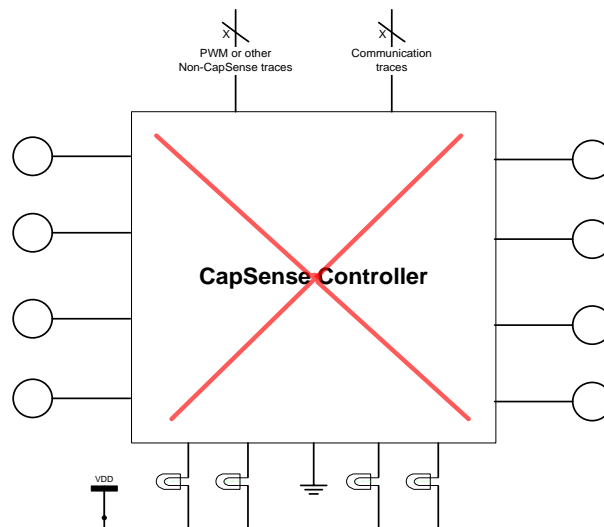 X
X
PWM or other
Non-CapSense traces
Communication
traces
CapSense Controller
VDD